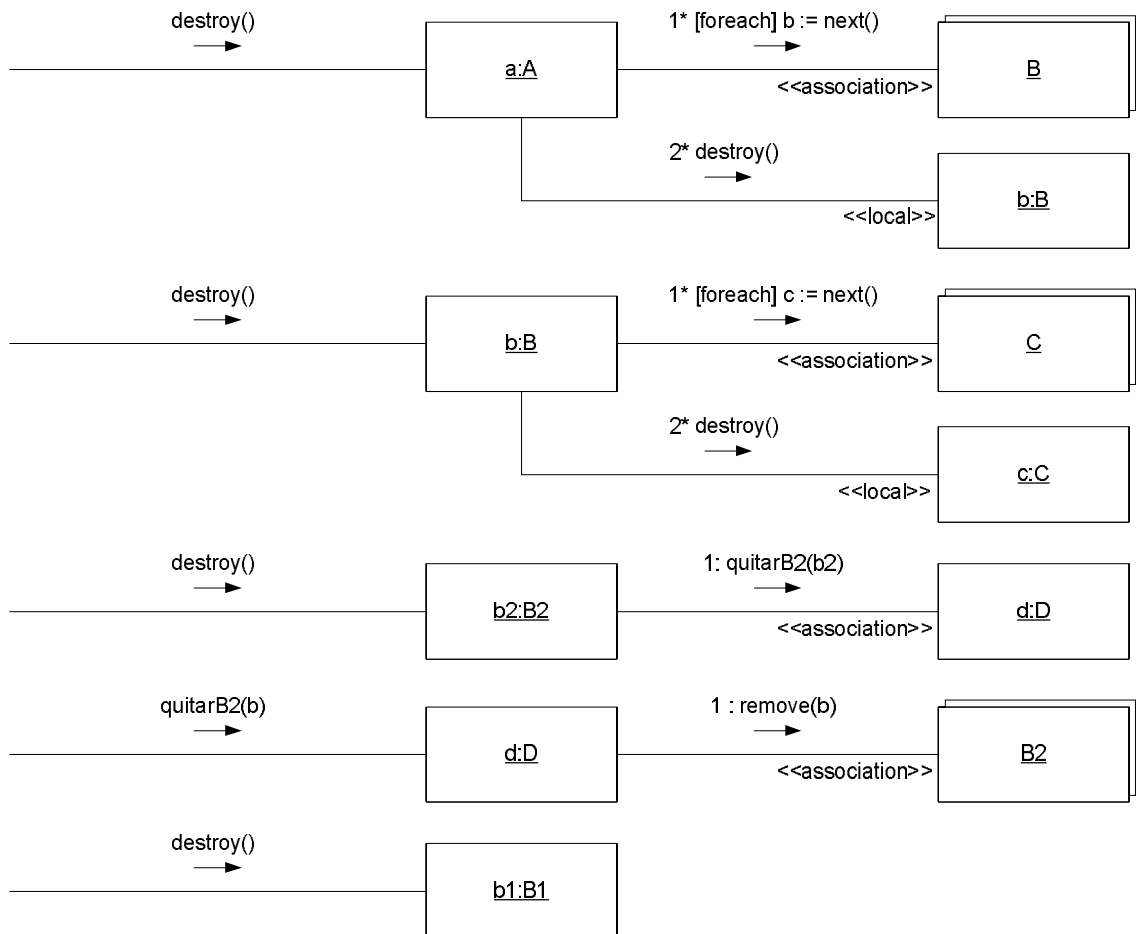 destroy()
1* [foreach] b := next()
a:A
B
<<association>>
2* destroy()
b:B
<<local>>
destroy()
1* [foreach] c := next()
b:B
C
<<association>>
2* destroy()
c:C
<<local>>
destroy()
1: quitarB2(b2)
b2:B2
d:D
<<association>>
quitarB2(b)
1 : remove(b)
d:D
B2
<<association>>
destroy()
b1:B1